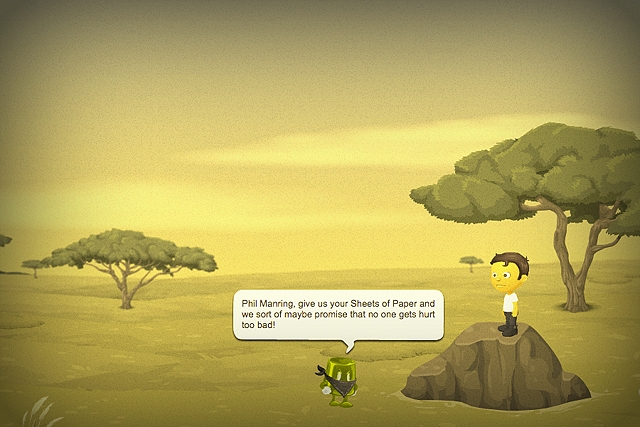 Phil Manring, give us your Sheets of Paper and
we sort of maybe promise that no one gets hurt
too bad!